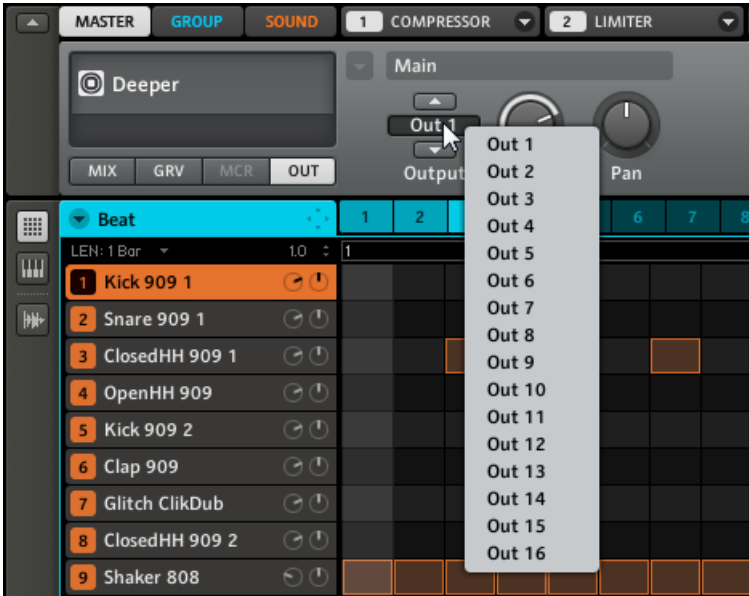 MASTER GROUP SOUND 1 COMPRESSOR 2 LIMITER
Deeper
Main
Out 1
MIX GRV MCR OUT
Output Pan
Out 1
Out 2
Out 3
Out 4
Out 5
Out 6
Out 7
Out 8
Out 9
Out 10
Out 11
Out 12
Out 13
Out 14
Out 15
Out 16
Beat 1 2 6 7 8
LEN: 1 Bar 1.0 1
1 Kick 909 1
2 Snare 909 1
3 ClosedHH 909 1
4 OpenHH 909
5 Kick 909 2
6 Clap 909
7 Glitch ClikDub
8 ClosedHH 909 2
9 Shaker 808